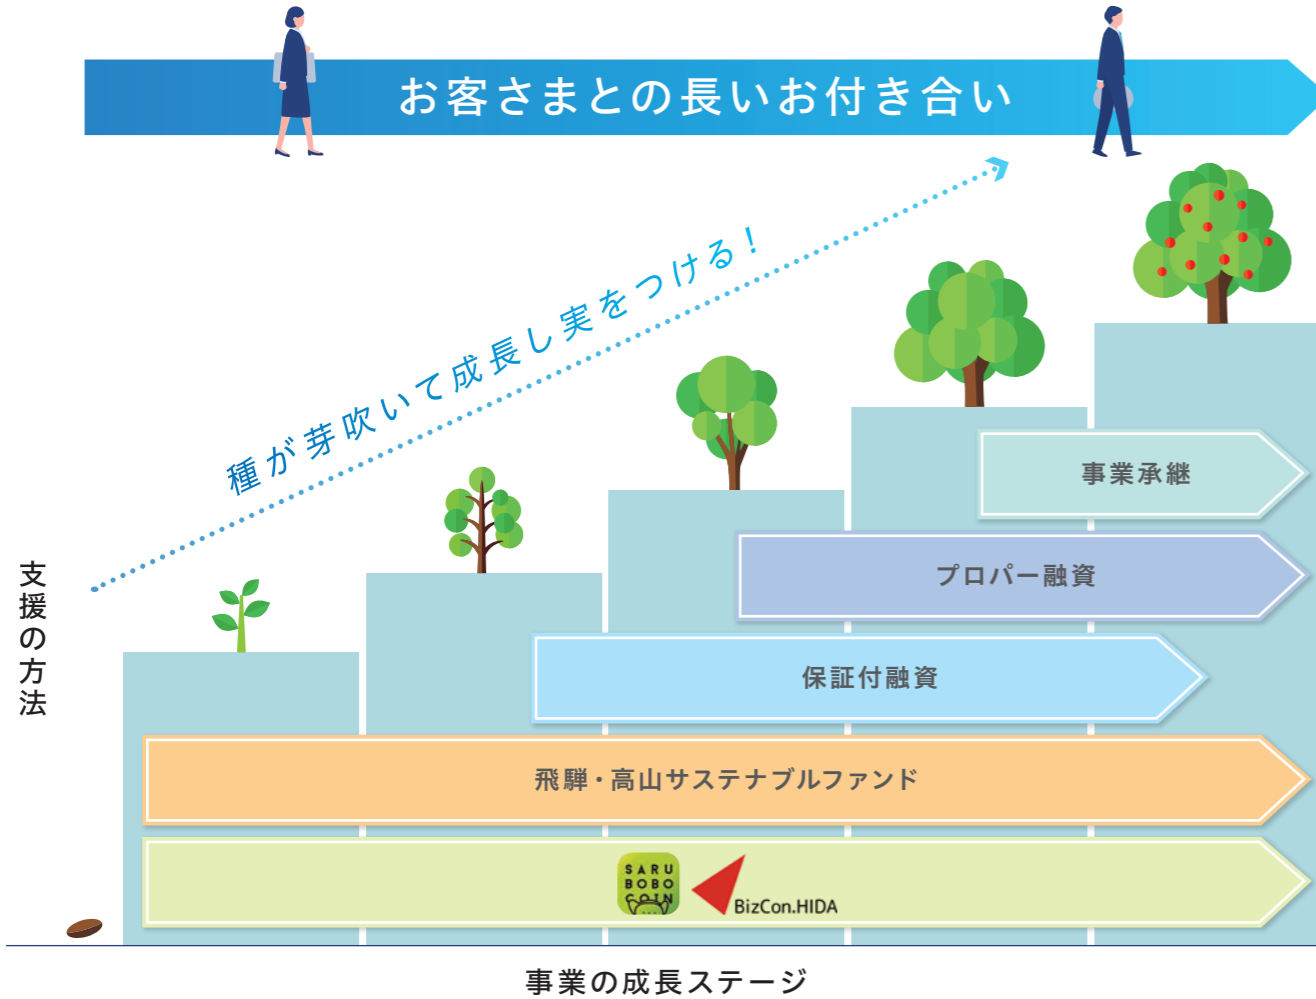 お客さまとの長いお付き合い
種が芽吹いて成長し実をつける！
支援の方法
事業承継
プロパー融資
保証付融資
飛騨・高山サステナブルファンド
SARU
BOBO
COIN
BizCon.HIDA
事業の成長ステージ